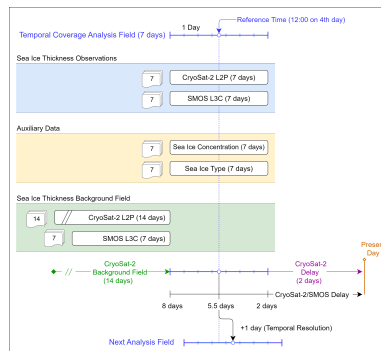 Reference Time (12:00 on 4th day)
1 Day
Temporal Coverage Analysis Field (7 days)
Sea Ice Thickness Observations
7
CryoSat-2 L2P (7 days)
7
SMOS L3C (7 days)
Auxiliary Data
7
Sea Ice Concentration (7 days)
7
Sea Ice Type (7 days)
Sea Ice Thickness Background Field
14
CryoSat-2 L2P (14 days)
7
SMOS L3C (7 days)
Present
Day
CryoSat-2
Background Field
(14 days)
CryoSat-2
Delay
(2 days)
CryoSat-2/SMOS Delay
8 days
5.5 days
2 days
+1 day (Temporal Resolution)
Next Analysis Field